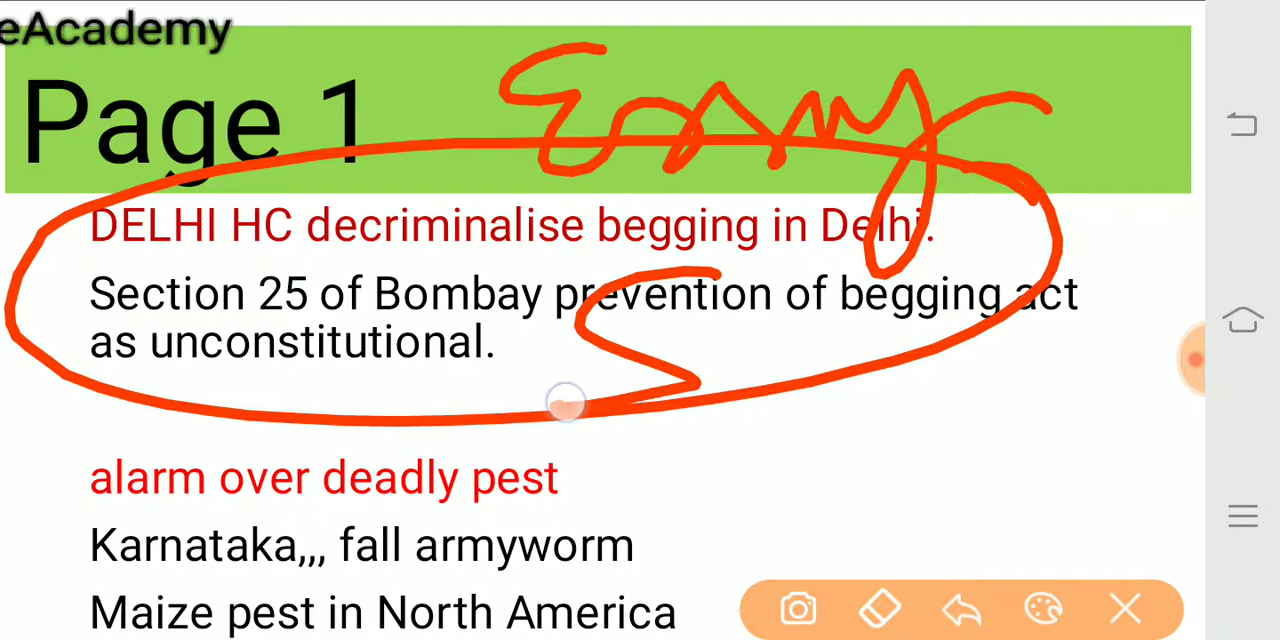 eAcademy
Page 1 Essay
DELHI HC decriminalise begging in Delhi.
Section 25 of Bombay prevention of begging act
as unconstitutional.
alarm over deadly pest
Karnataka,,, fall armyworm
Maize pest in North America